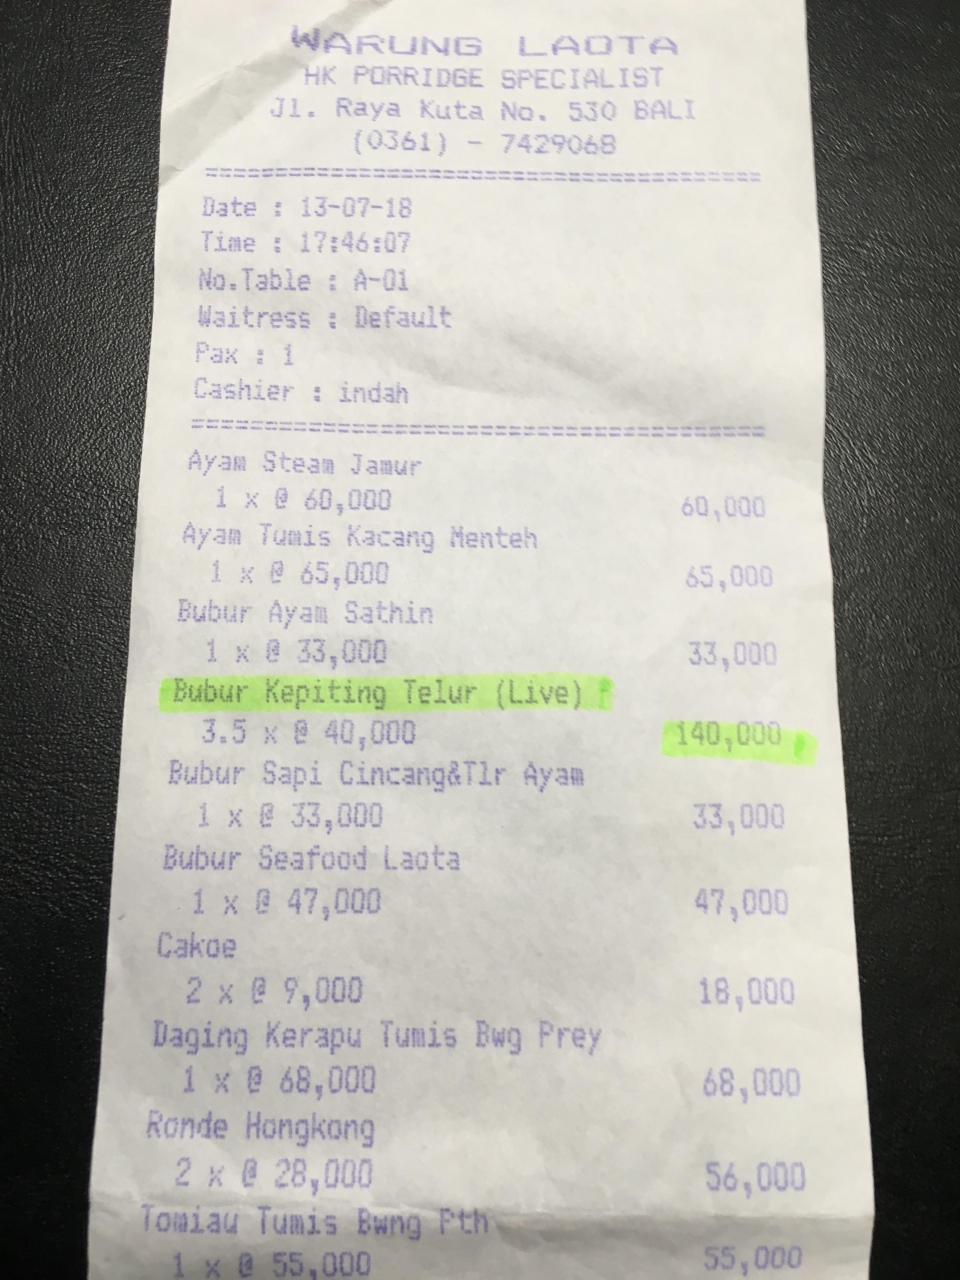 WARUNG LAOTA
HK PORRIDGE SPECIALIST
Jl. Raya Kuta No. 530 BALI
(0361) - 7429068
========================================
Date : 13-07-18
Time : 17:46:07
No.Table : A-01
Waitress : Default
Pax : 1
Cashier : indah
========================================
Ayam Steam Jamur
1 x @ 60,000 60,000
Ayam Tumis Kacang Menteh
1 x @ 65,000 65,000
Bubur Ayam Sathin
1 x @ 33,000 33,000
Bubur Kepiting Telur (Live)
3.5 x @ 40,000 140,000
Bubur Sapi Cincang&Tlr Ayam
1 x @ 33,000 33,000
Bubur Seafood Laota
1 x @ 47,000 47,000
Cakoe
2 x @ 9,000 18,000
Daging Kerapu Tumis Bwg Prey
1 x @ 68,000 68,000
Ronde Hongkong
2 x @ 28,000 56,000
Tomiau Tumis Bwng Pth
1 x @ 55,000 55,000